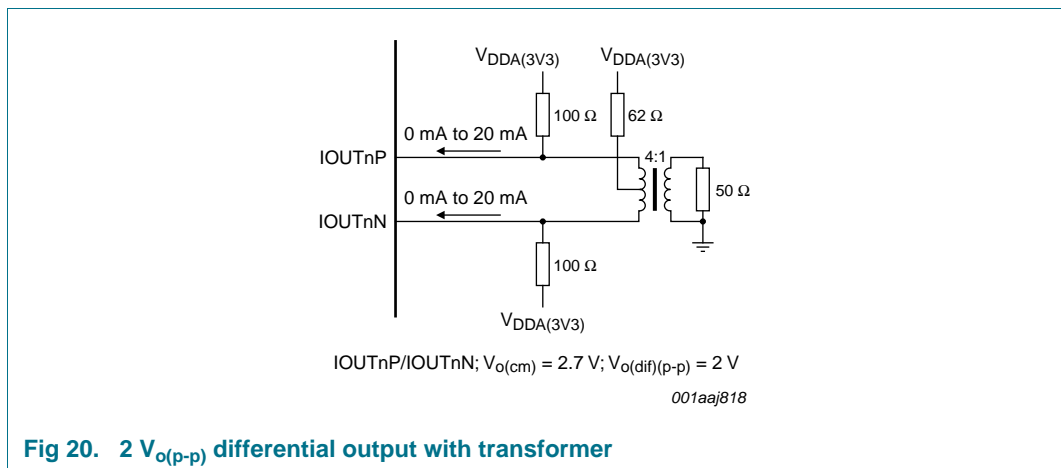 VDDA(3V3) VDDA(3V3)
100 Ω 62 Ω
0 mA to 20 mA
IOUTnP
4:1
50 Ω
0 mA to 20 mA
IOUTnN
100 Ω
VDDA(3V3)
IOUTnP/IOUTnN; Vo(cm) = 2.7 V; Vo(dif)(p-p) = 2 V
001aaj818
Fig 20. 2 Vo(p-p) differential output with transformer